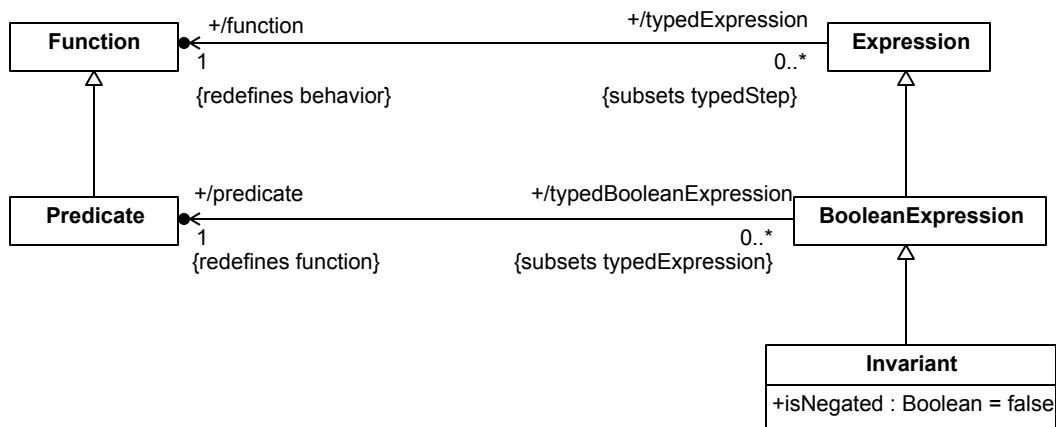 +/function
+/typedExpression
Function
Expression
1
0..*
{redefines behavior}
{subsets typedStep}
+/predicate
+/typedBooleanExpression
Predicate
BooleanExpression
1
0..*
{redefines function}
{subsets typedExpression}
Invariant
+isNegated : Boolean = false